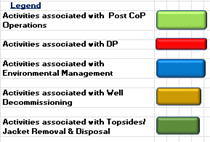 Legend
Activities associated with Post CoP
Operations
Activities associated with DP
Activities associated with
Environmental Management
Activities associated with Well
Decommissioning
Activities associated with Topsides/
Jacket Removal & Disposal